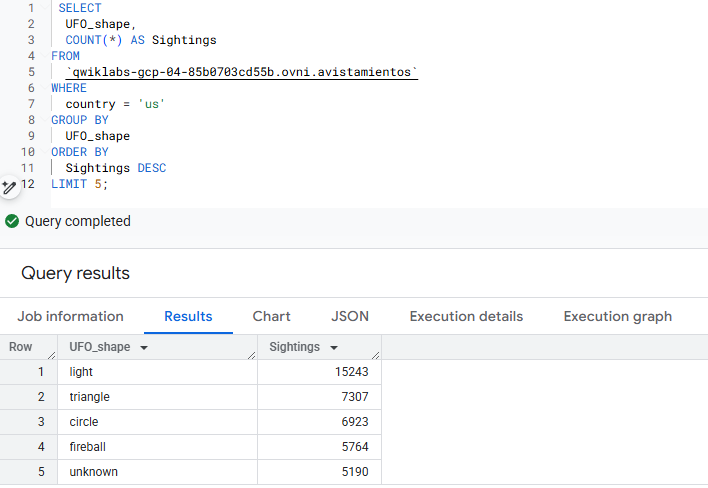 1 SELECT
2 UFO_shape,
3 COUNT(*) AS Sightings
4 FROM
5 `qwiklabs-gcp-04-85b0703cd55b.ovni.avistamientos`
6 WHERE
7 country = 'us'
8 GROUP BY
9 UFO_shape
10 ORDER BY
11 Sightings DESC
12 LIMIT 5;
Query completed
Query results
Job information Results Chart JSON Execution details Execution graph
Row UFO_shape Sightings
1 light 15243
2 triangle 7307
3 circle 6923
4 fireball 5764
5 unknown 5190